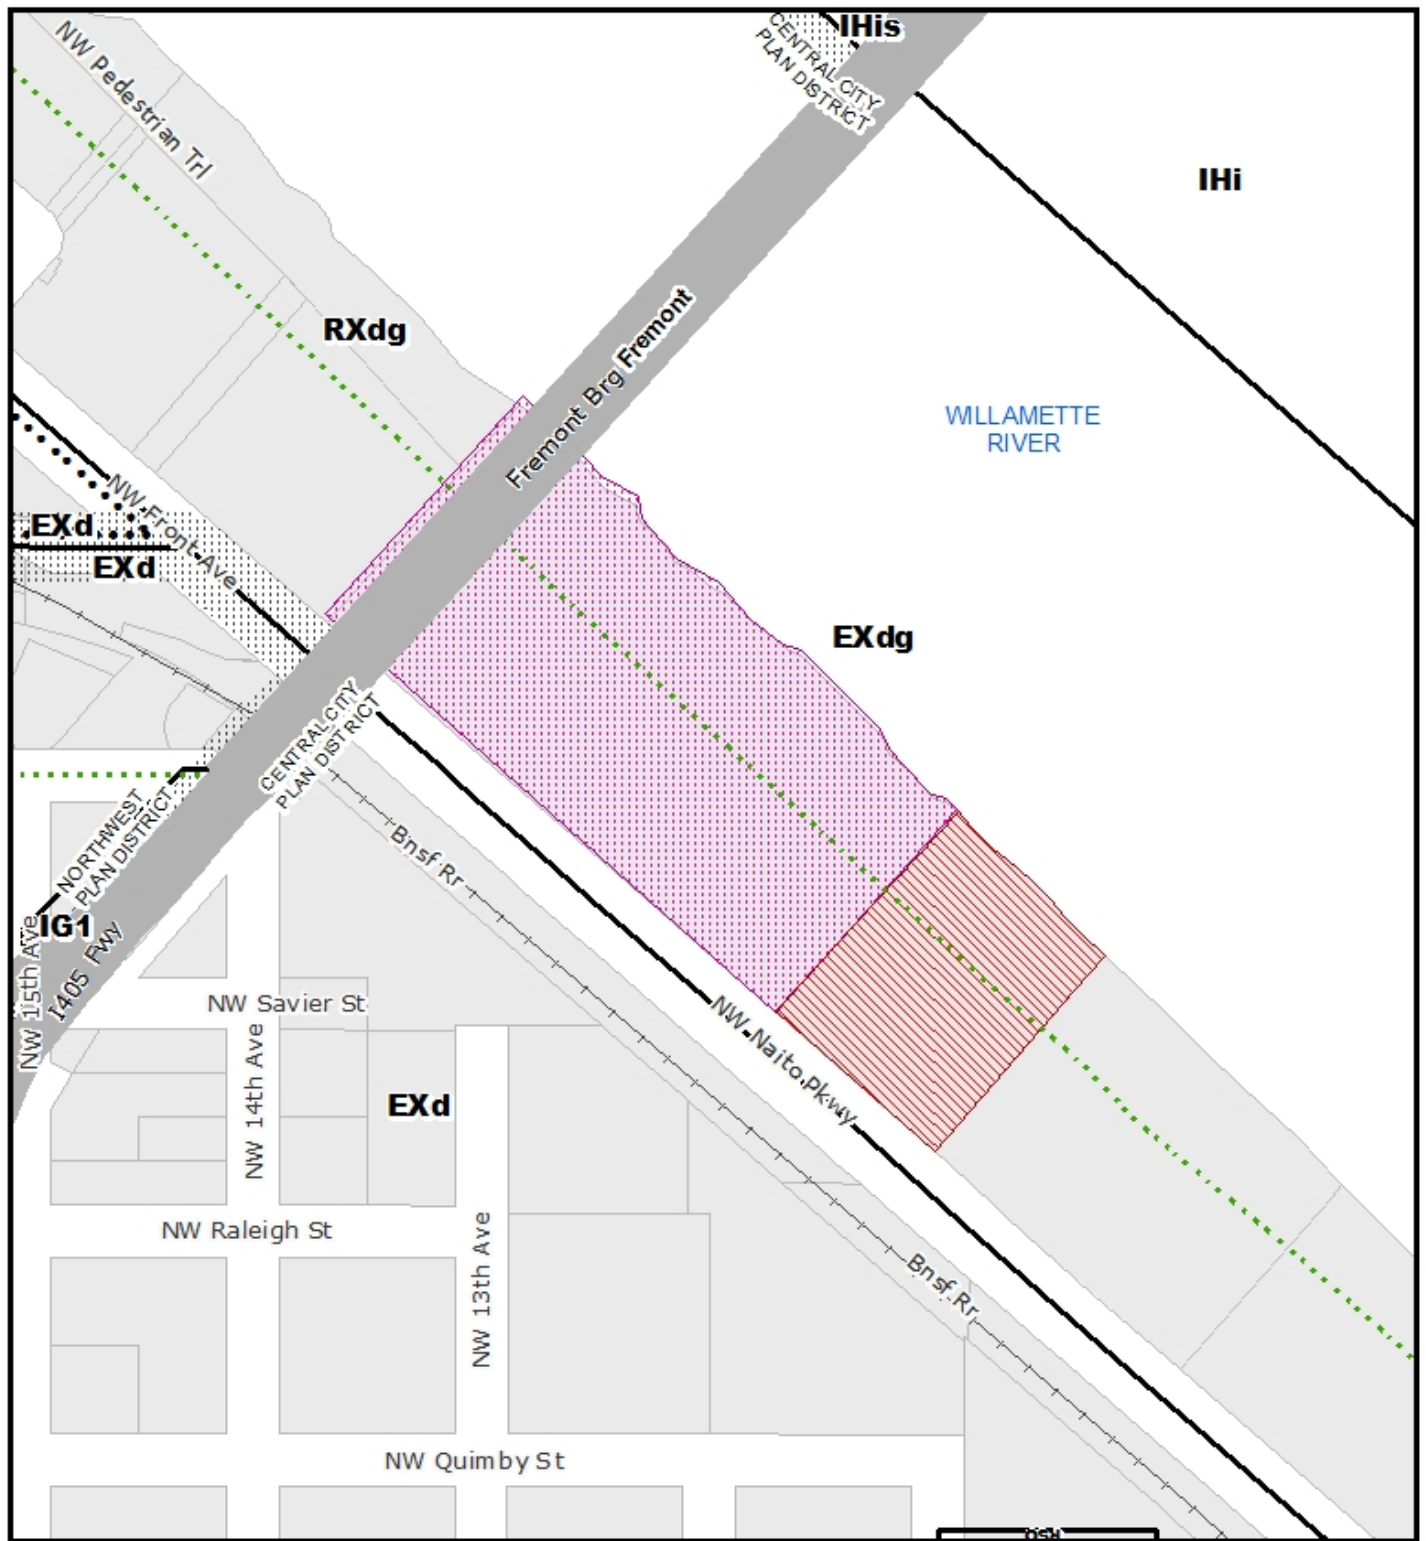 IHis
CENTRAL CITY
PLAN DISTRICT
NW Pedestrian Trl
IHi
RXdg
Fremont Brg Fremont
WILLAMETTE
RIVER
NW Front Ave
EXd
EXd
EXdg
CENTRAL CITY
PLAN DISTRICT
NORTHWEST
PLAN DISTRICT
Bnsf Rr
IG1
NW 15th Ave
I405 Fwy
NW Savier St
NW Naito Pkwy
NW 14th Ave
EXd
NW Raleigh St
NW 13th Ave
Bnsf Rr
NW Quimby St